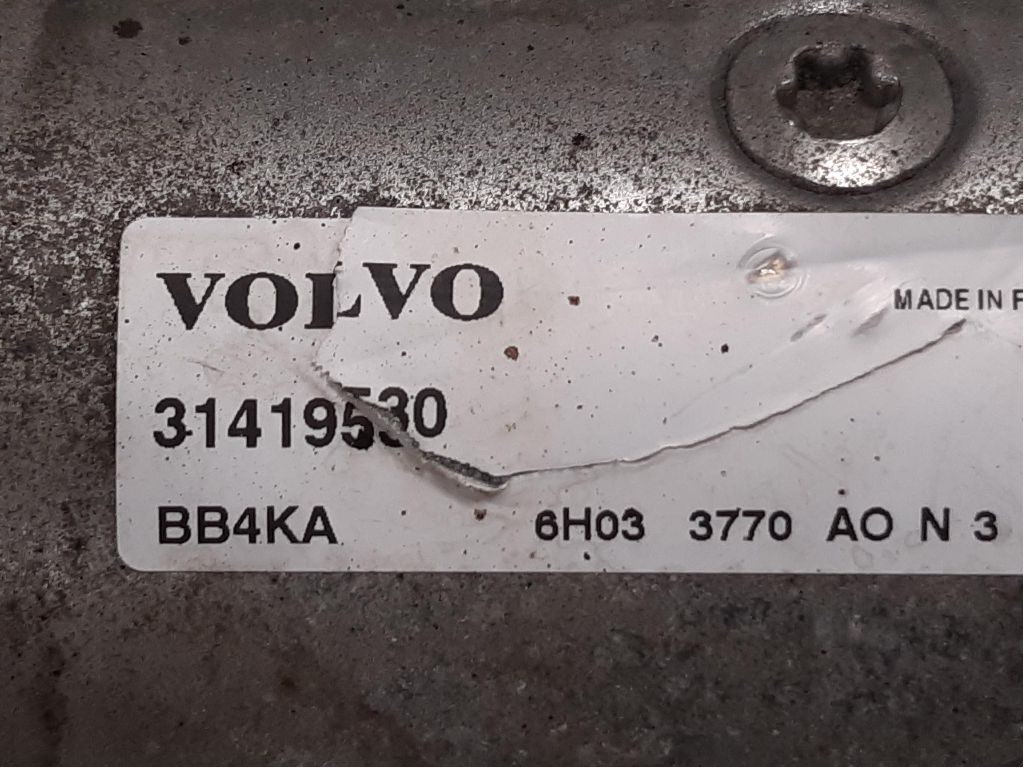 VOLVO
MADE IN F
31419530
BB4KA 6H03 3770 AO N 3